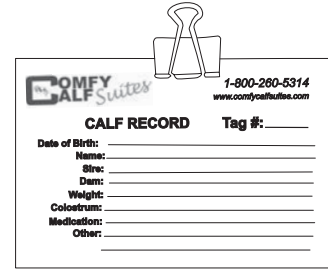 My COMFY CALF Suites
1-800-260-5314
www.comfycalfsuites.com
CALF RECORD Tag #:
Date of Birth:
Name:
Sire:
Dam:
Weight:
Colostrum:
Medication:
Other: